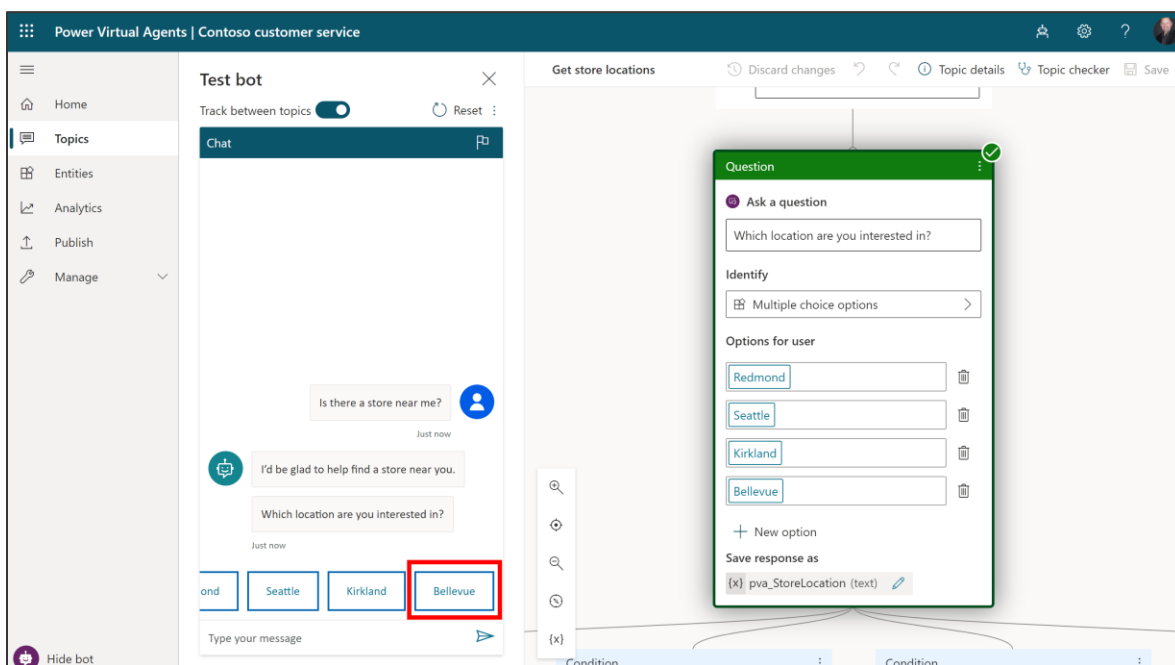 Power Virtual Agents | Contoso customer service
?
Home
Topics
Entities
Analytics
Publish
Manage
Hide bot
Test bot
Track between topics
Reset
Chat
Is there a store near me?
Just now
I'd be glad to help find a store near you.
Which location are you interested in?
Just now
ond
Seattle
Kirkland
Bellevue
Type your message
Get store locations
Discard changes
Topic details
Topic checker
Save
Question
Ask a question
Which location are you interested in?
Identify
Multiple choice options
Options for user
Redmond
Seattle
Kirkland
Bellevue
New option
Save response as
{x} pva_StoreLocation (text)
{x}
Condition
Condition